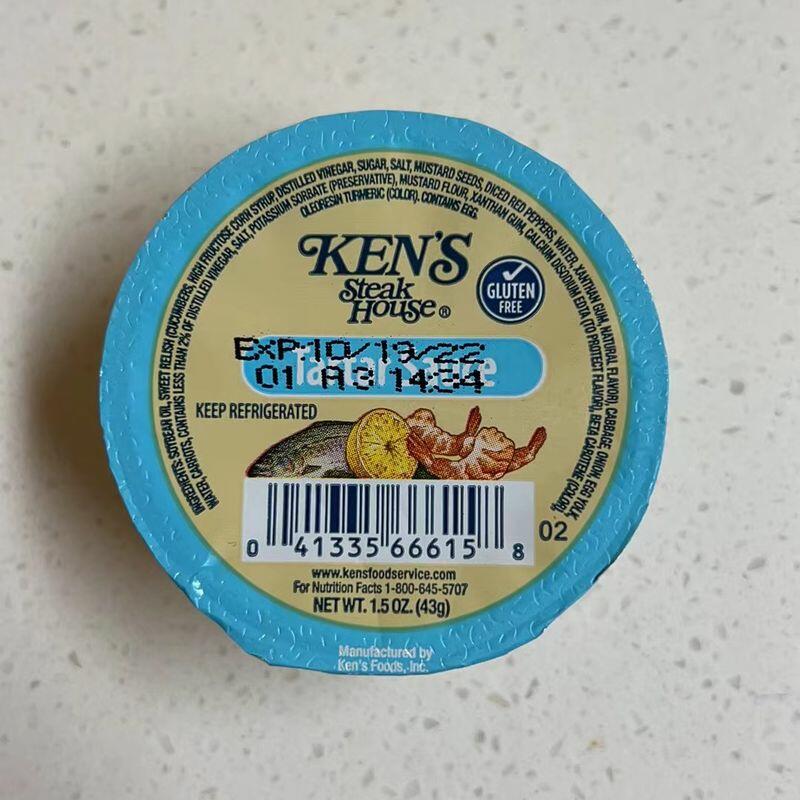 INGREDIENTS: SOYBEAN OIL, SWEET RELISH (CUCUMBERS, HIGH FRUCTOSE CORN SYRUP, DISTILLED VINEGAR, SUGAR, SALT, MUSTARD SEEDS, DICED RED PEPPERS, WATER, XANTHAN GUM, NATURAL FLAVOR), CABBAGE, ONION, EGG YOLK,
WATER, CARROTS, CONTAINS LESS THAN 2% OF DISTILLED VINEGAR, SALT, POTASSIUM SORBATE (PRESERVATIVE), MUSTARD FLOUR, XANTHAN GUM, CALCIUM DISODIUM EDTA (TO PROTECT FLAVOR), BETA CAROTENE (COLOR),
OLEORESIN TURMERIC (COLOR). CONTAINS EGG.
KEN'S
Steak
House®
GLUTEN
FREE
EXP:10/19/22
Tartar Sauce
01 A3 14:34
KEEP REFRIGERATED
0 41335 66615 8
02
www.kensfoodservice.com
For Nutrition Facts 1-800-645-5707
NET WT. 1.5 OZ. (43g)
Manufactured by
Ken's Foods, Inc.